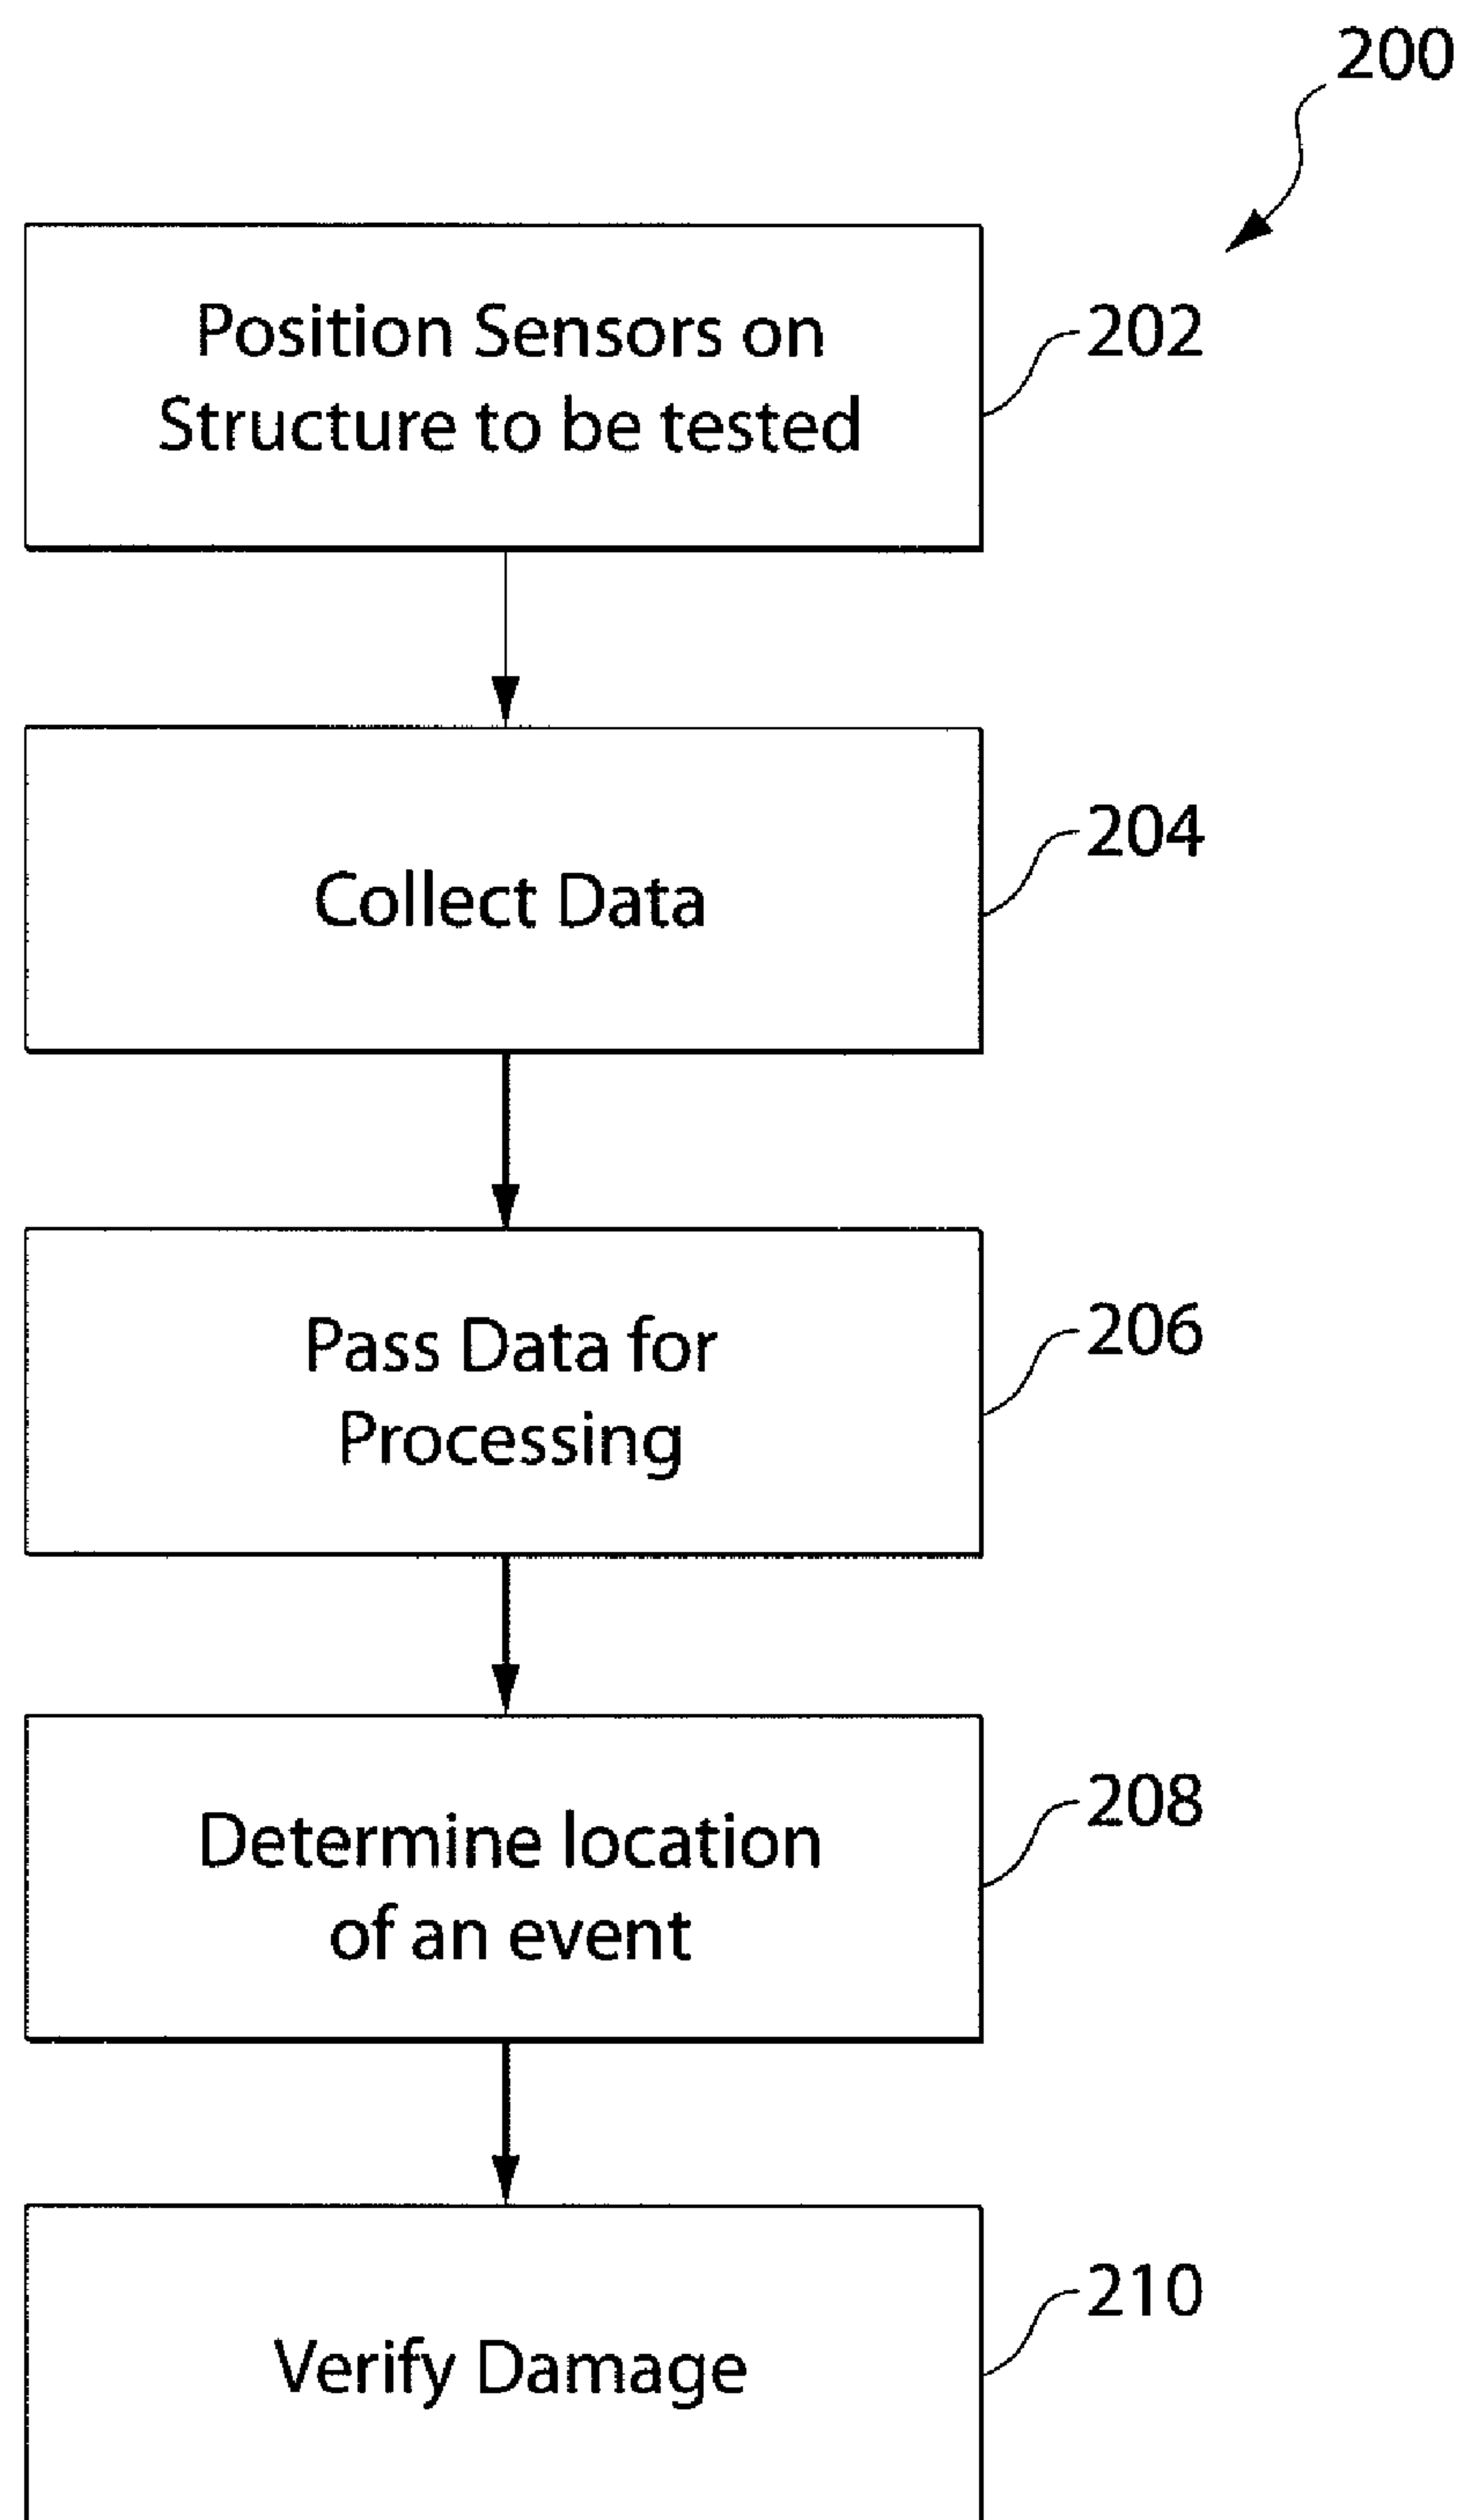 200
Position Sensors on
Structure to be tested
202
Collect Data
204
Pass Data for
Processing
206
Determine location
of an event
208
Verify Damage
210